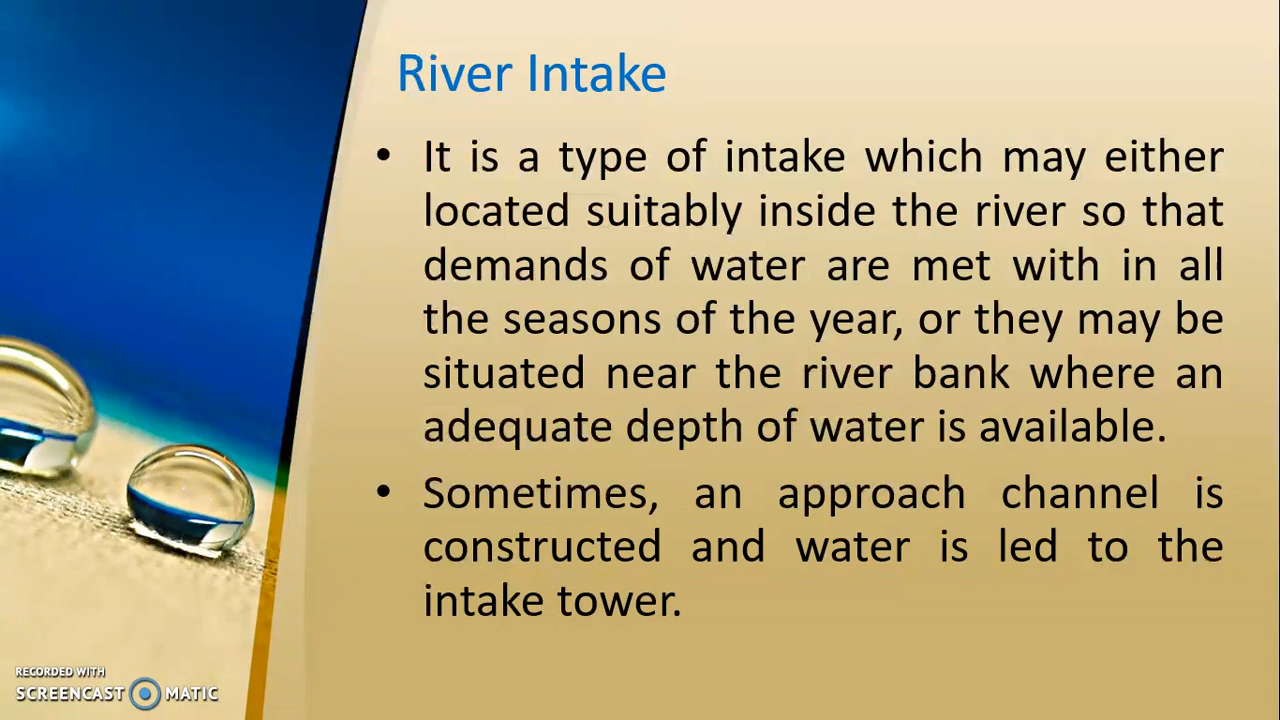 River Intake
• It is a type of intake which may either
located suitably inside the river so that
demands of water are met with in all
the seasons of the year, or they may be
situated near the river bank where an
adequate depth of water is available.
• Sometimes, an approach channel is
constructed and water is led to the
intake tower.
RECORDED WITH
SCREENCAST MATIC